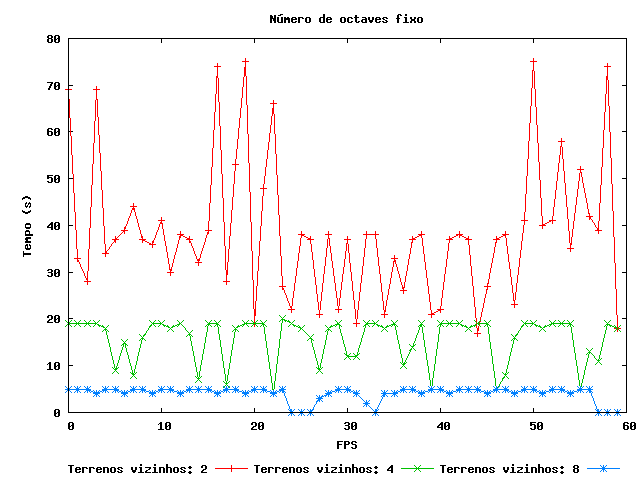 Número de octaves fixo
80
70
60
50
40
30
20
10
0
Tempo (s)
0 10 20 30 40 50 60
FPS
Terrenos vizinhos: 2 Terrenos vizinhos: 4 Terrenos vizinhos: 8